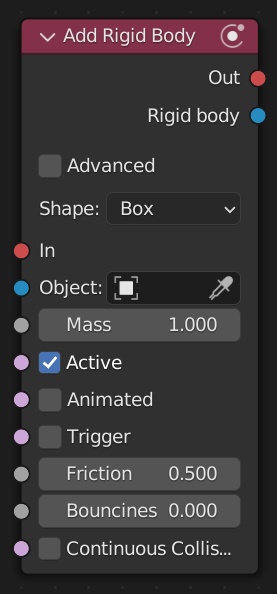 Add Rigid Body
Out
Rigid body
Advanced
Shape: Box
In
Object:
Mass 1.000
Active
Animated
Trigger
Friction 0.500
Bouncines 0.000
Continuous Collis...